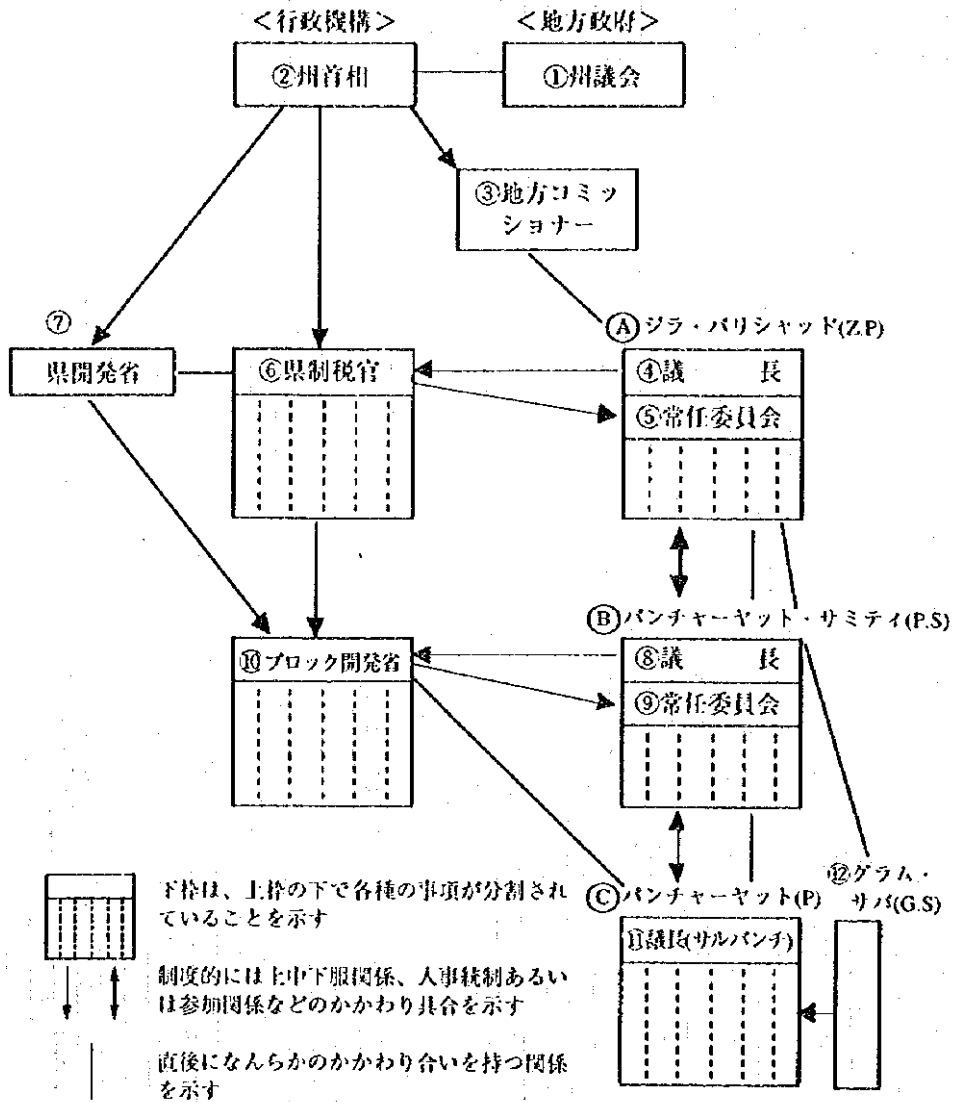 ＜行政機構＞
＜地方政府＞
②州首相
①州議会
③地方コミッ
ショナー
⑦
県開発省
⑥県制税官
Ⓐ ジラ・パリシャッド(Z.P)
④議　長
⑤常任委員会
Ⓑ パンチャーヤット・サミティ(P.S)
⑩ブロック開発省
⑧議　長
⑨常任委員会
Ⓒ パンチャーヤット(P)
⑪議長(サルパンチ)
⑫グラム・
サバ(G.S)
下枠は、上枠の下で各種の事項が分割され
ていることを示す
制度的には上中下服関係、人事統制あるい
は参加関係などのかかわり具合を示す
直後になんらかのかかわり合いを持つ関係
を示す